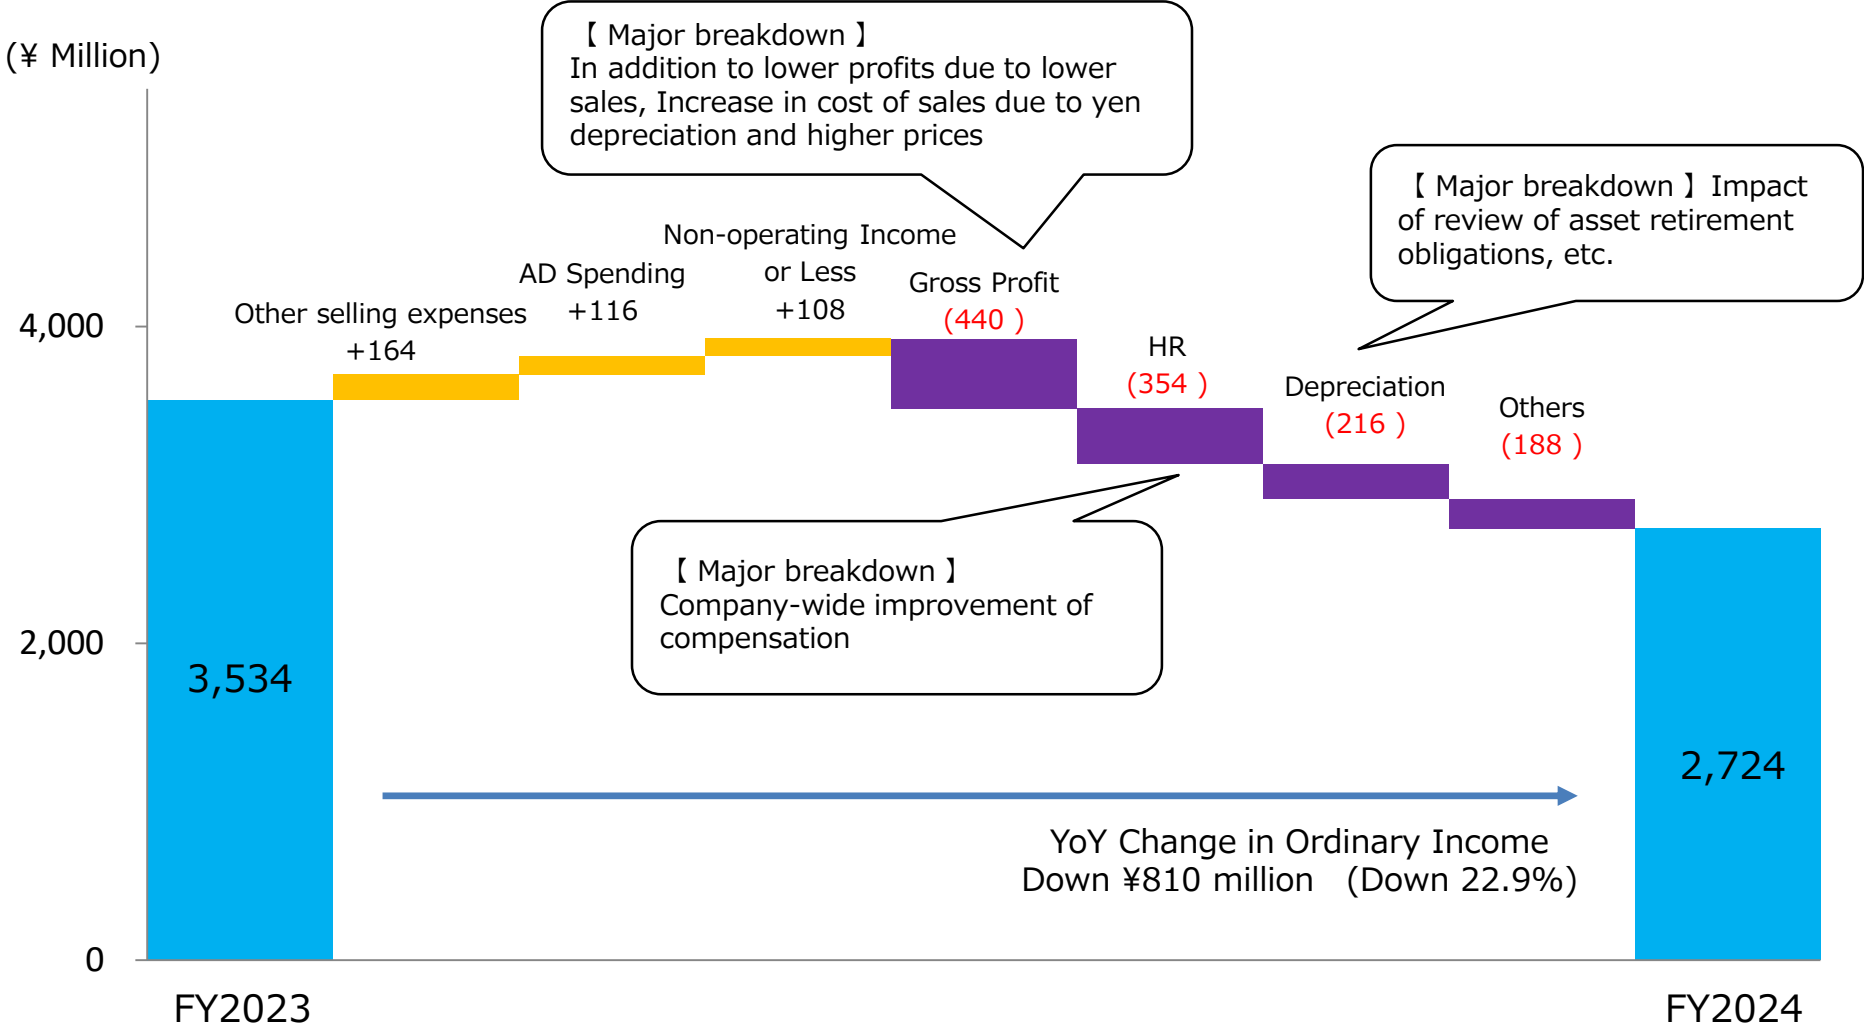 (¥ Million)
【 Major breakdown 】
In addition to lower profits due to lower
sales, Increase in cost of sales due to yen
depreciation and higher prices
【 Major breakdown 】 Impact
of review of asset retirement
obligations, etc.
Non-operating Income
or Less
+108
AD Spending
+116
Other selling expenses
+164
Gross Profit
(440 )
HR
(354 )
Depreciation
(216 )
Others
(188 )
4,000
2,000
0
【 Major breakdown 】
Company-wide improvement of
compensation
3,534
2,724
YoY Change in Ordinary Income
Down ¥810 million (Down 22.9%)
FY2023
FY2024